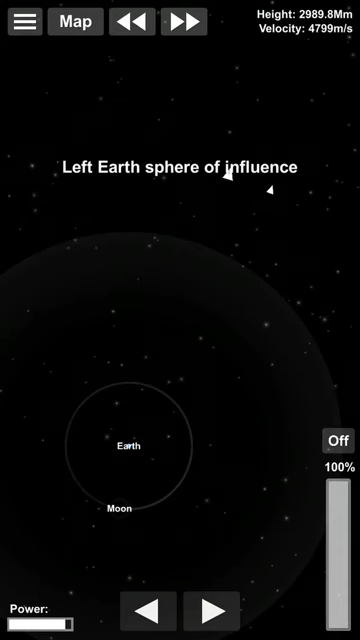 Map
Height: 2989.8Mm
Velocity: 4799m/s
Left Earth sphere of influence
Earth
Moon
Off
100%
Power: